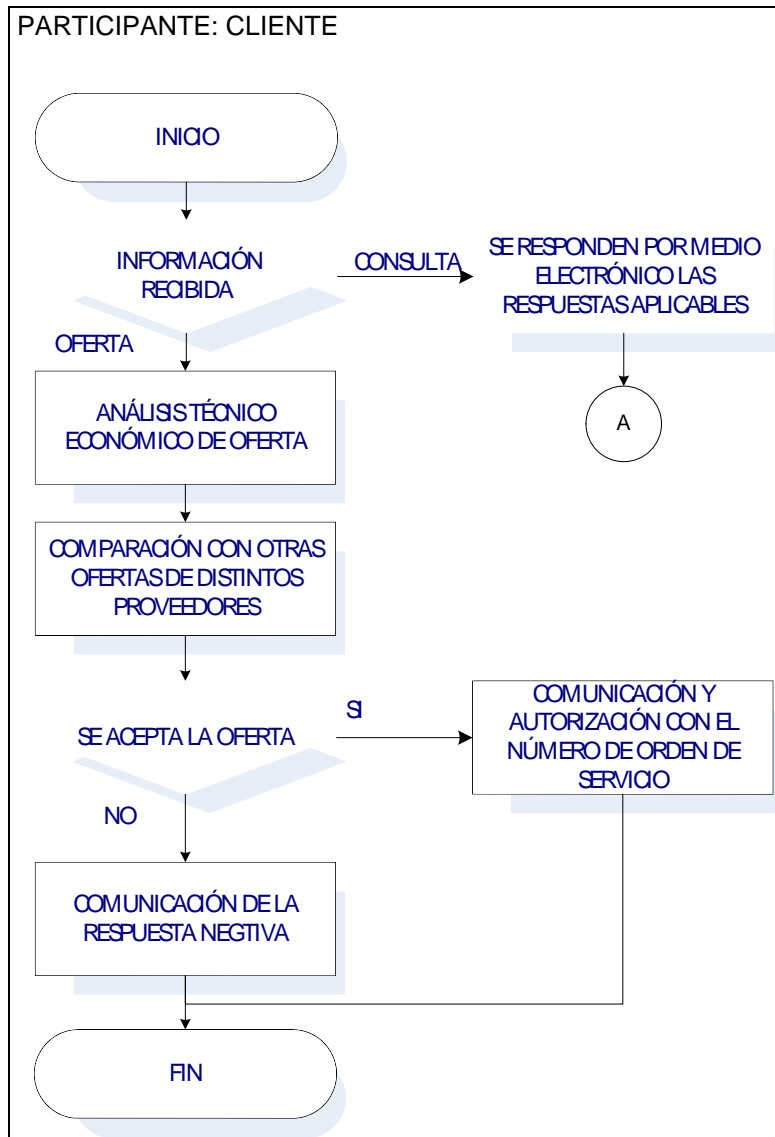 PARTICIPANTE: CLIENTE
INICIO
INFORMACIÓN
RECIBIDA
CONSULTA
SE RESPONDEN POR MEDIO
ELECTRÓNICO LAS
RESPUESTAS APLICABLES
OFERTA
A
ANÁLISIS TÉCNICO
ECONÓMICO DE OFERTA
COMPARACIÓN CON OTRAS
OFERTAS DE DISTINTOS
PROVEEDORES
SE ACEPTA LA OFERTA
SI
COMUNICACIÓN Y
AUTORIZACIÓN CON EL
NÚMERO DE ORDEN DE
SERVICIO
NO
COMUNICACIÓN DE LA
RESPUESTA NEGTIVA
FIN